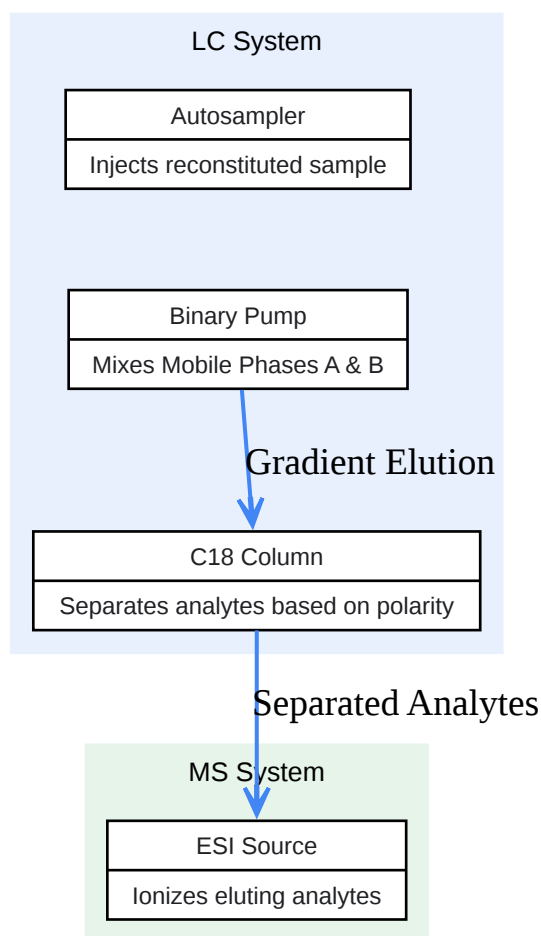 LC System
Autosampler
Injects reconstituted sample
Binary Pump
Mixes Mobile Phases A & B
Gradient Elution
C18 Column
Separates analytes based on polarity
Separated Analytes
MS System
ESI Source
Ionizes eluting analytes